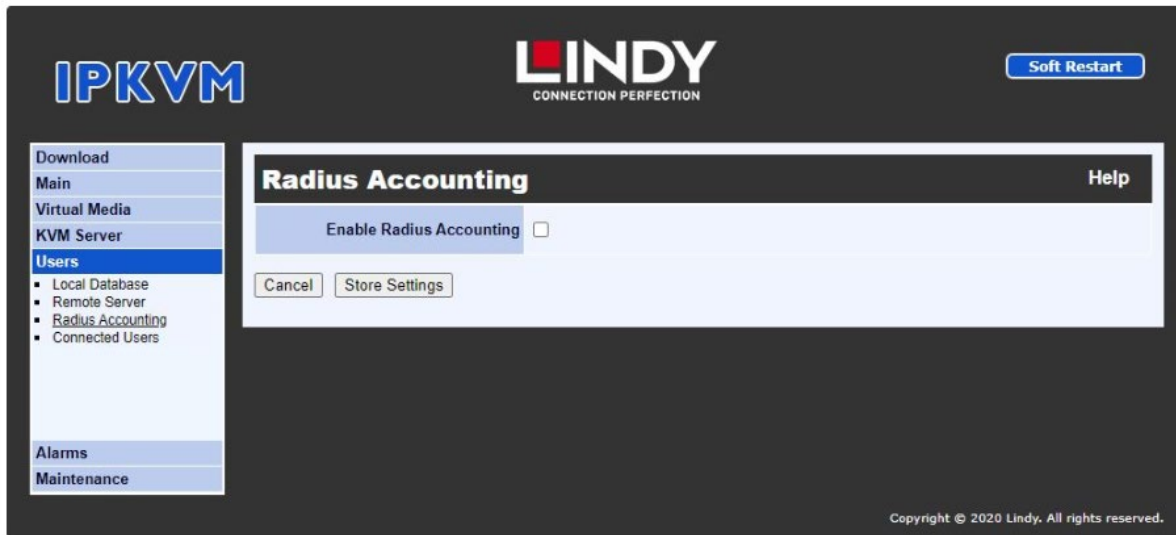 IPKVM
LINDY
CONNECTION PERFECTION
Soft Restart
Download
Main
Virtual Media
KVM Server
Users
Local Database
Remote Server
Radius Accounting
Connected Users
Alarms
Maintenance
Radius Accounting
Help
Enable Radius Accounting
Cancel
Store Settings
Copyright © 2020 Lindy. All rights reserved.